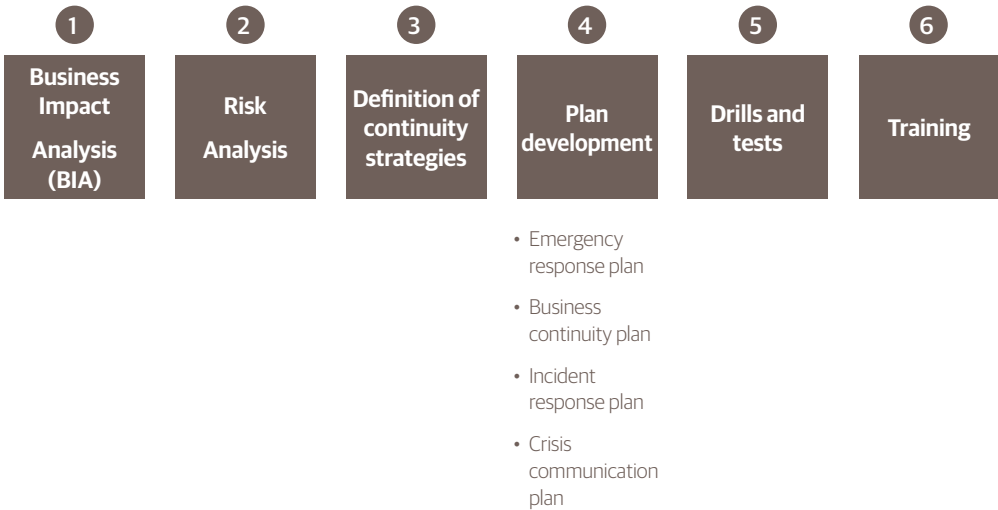 1
Business
Impact
Analysis
(BIA)
2
Risk
Analysis
3
Definition of
continuity
strategies
4
Plan
development
• Emergency
response plan
• Business
continuity plan
• Incident
response plan
• Crisis
communication
plan
5
Drills and
tests
6
Training